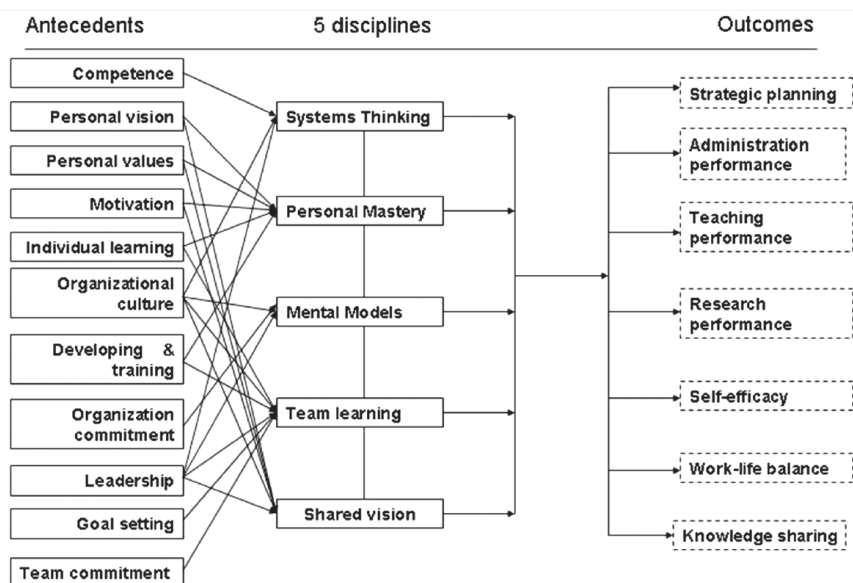 Antecedents
5 disciplines
Outcomes
Competence
Personal vision
Personal values
Motivation
Individual learning
Organizational
culture
Developing &
training
Organization
commitment
Leadership
Goal setting
Team commitment
Systems Thinking
Personal Mastery
Mental Models
Team learning
Shared vision
Strategic planning
Administration
performance
Teaching
performance
Research
performance
Self-efficacy
Work-life balance
Knowledge sharing